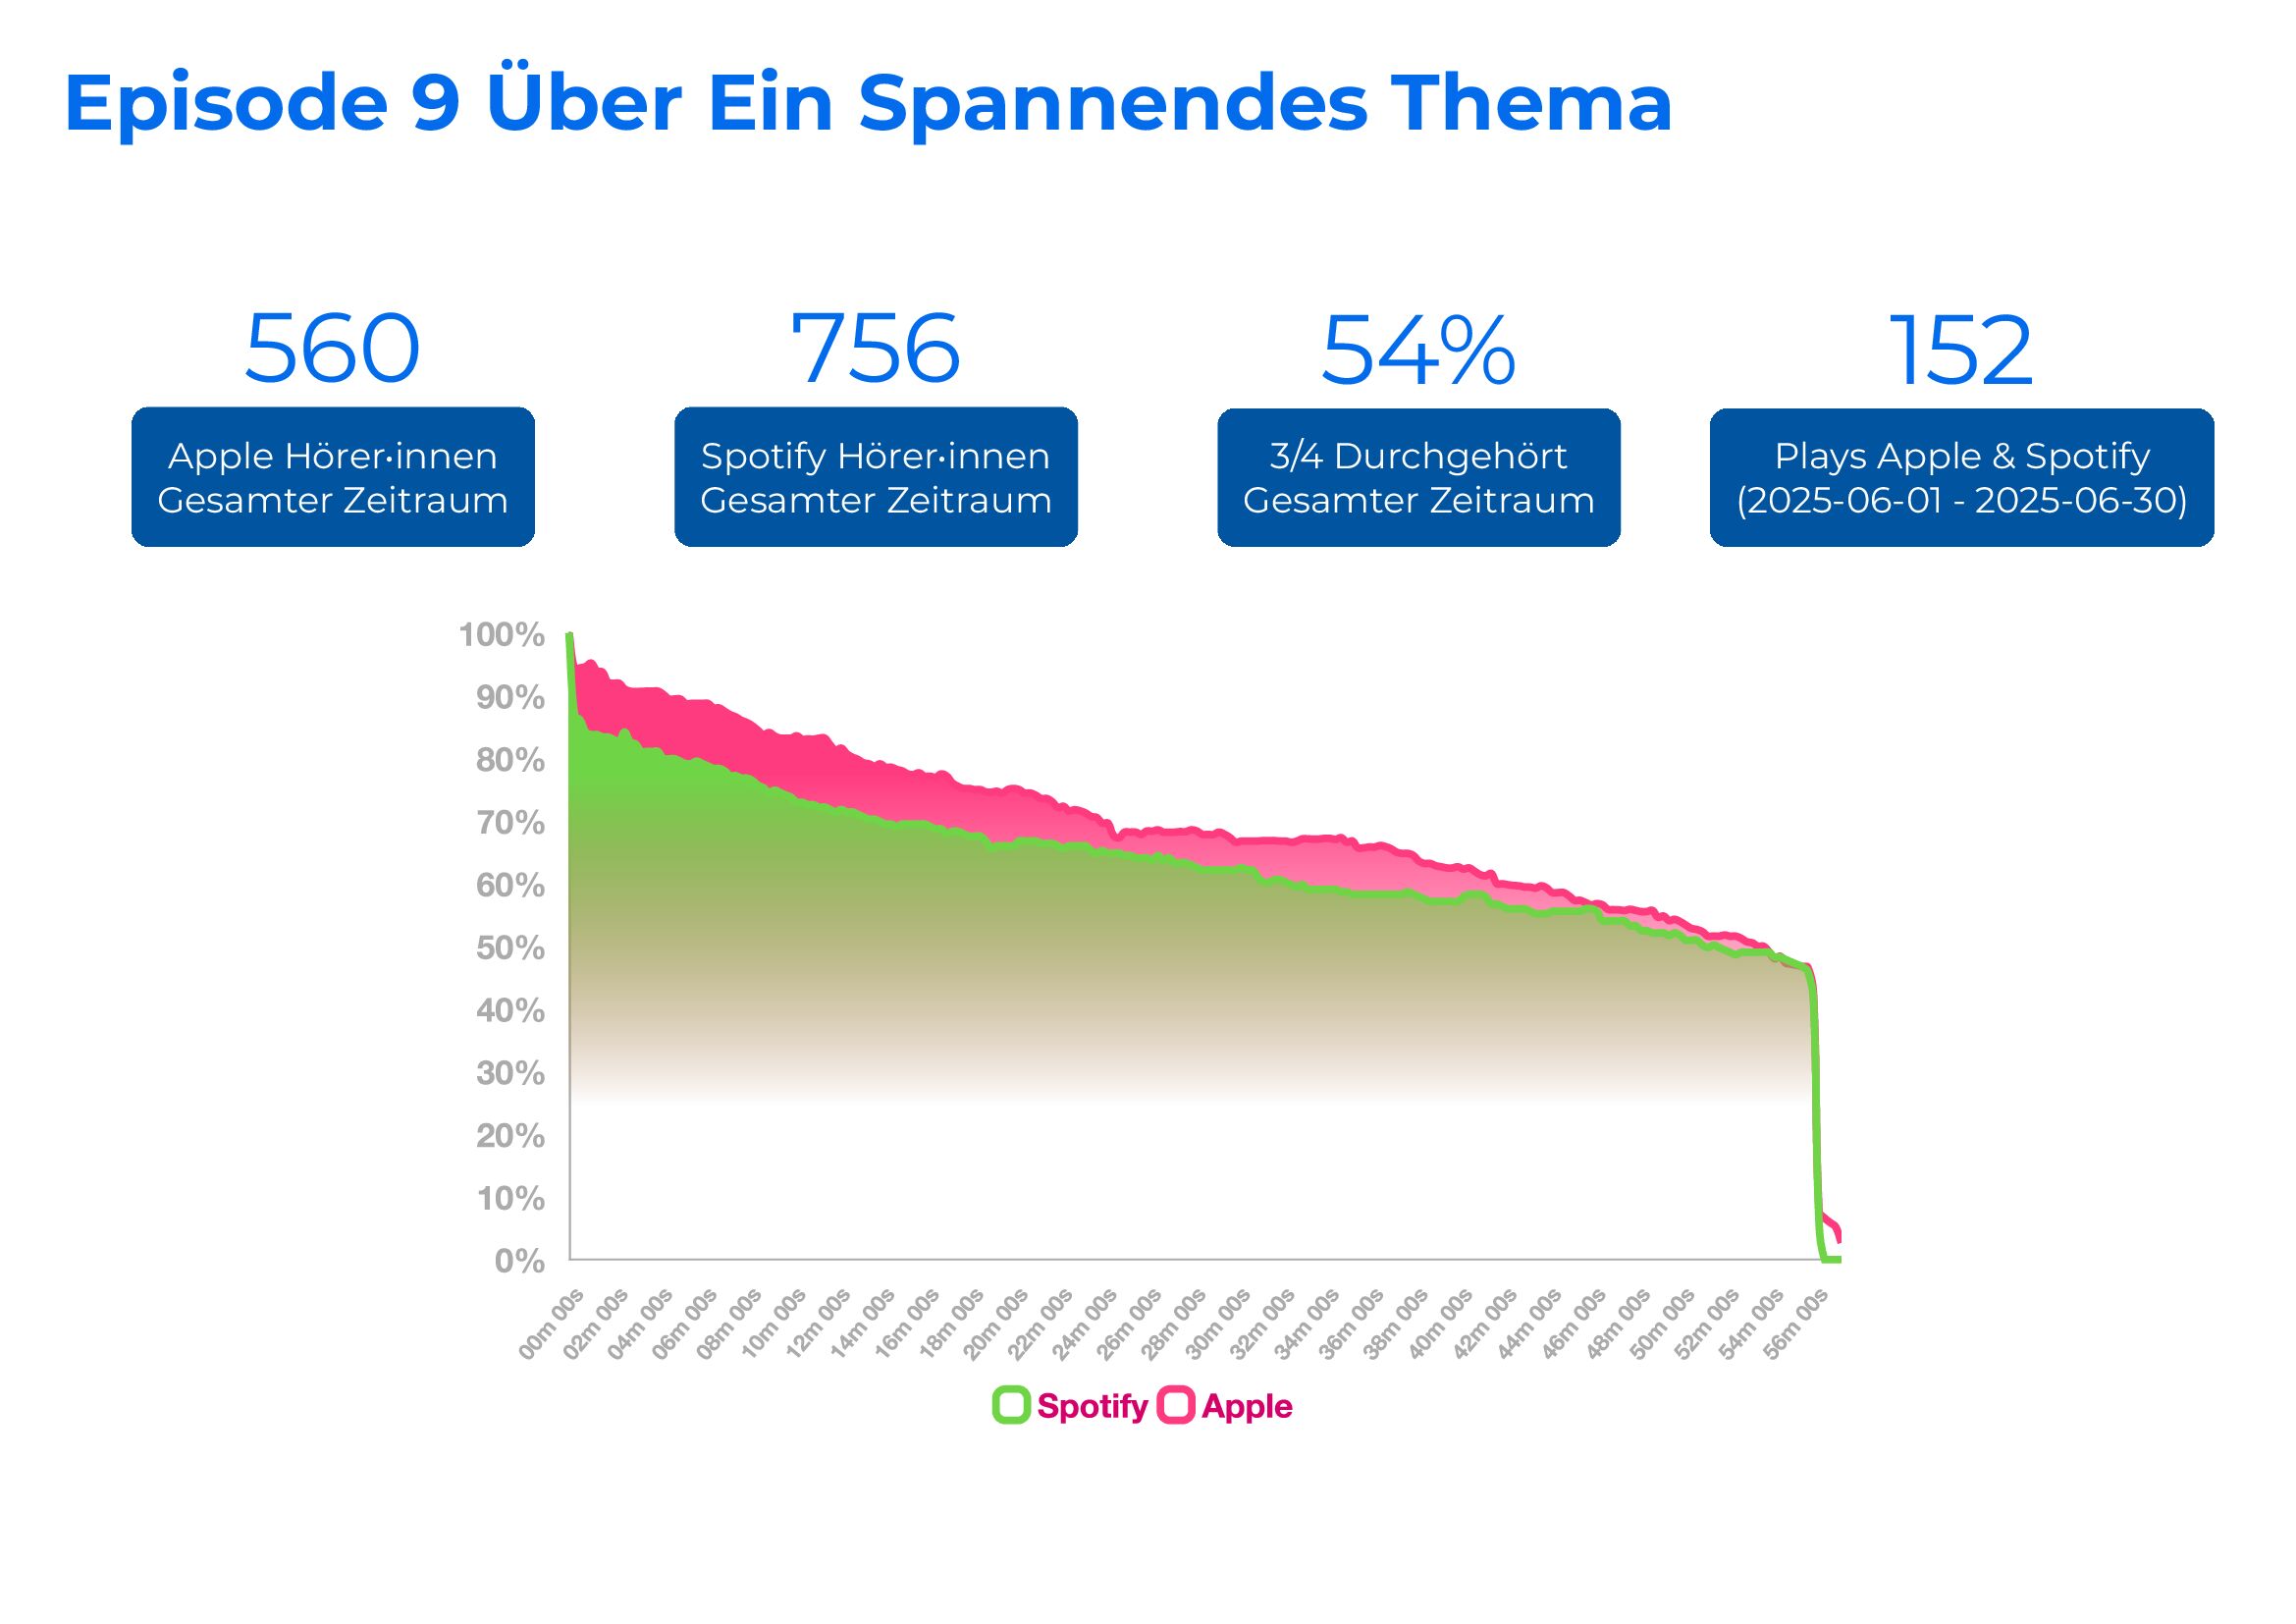 Episode 9 Über Ein Spannendes Thema
560
Apple Hörer·innen
Gesamter Zeitraum
756
Spotify Hörer·innen
Gesamter Zeitraum
54%
3/4 Durchgehört
Gesamter Zeitraum
152
Plays Apple & Spotify
(2025-06-01 - 2025-06-30)
100%
90%
80%
70%
60%
50%
40%
30%
20%
10%
0%
00m 00s
02m 00s
04m 00s
06m 00s
08m 00s
10m 00s
12m 00s
14m 00s
16m 00s
18m 00s
20m 00s
22m 00s
24m 00s
26m 00s
28m 00s
30m 00s
32m 00s
34m 00s
36m 00s
38m 00s
40m 00s
42m 00s
44m 00s
46m 00s
48m 00s
50m 00s
52m 00s
54m 00s
56m 00s
Spotify
Apple